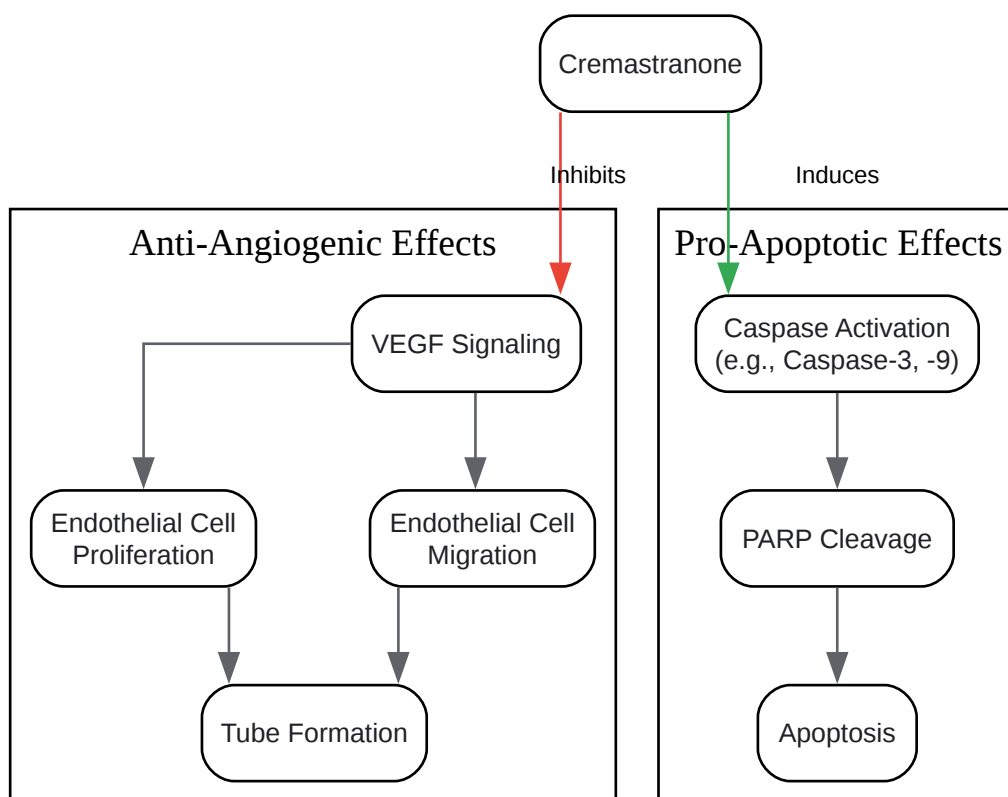 Cremastranone
Inhibits
Induces
Anti-Angiogenic Effects
Pro-Apoptotic Effects
VEGF Signaling
Caspase Activation
(e.g., Caspase-3, -9)
Endothelial Cell
Proliferation
Endothelial Cell
Migration
PARP Cleavage
Tube Formation
Apoptosis